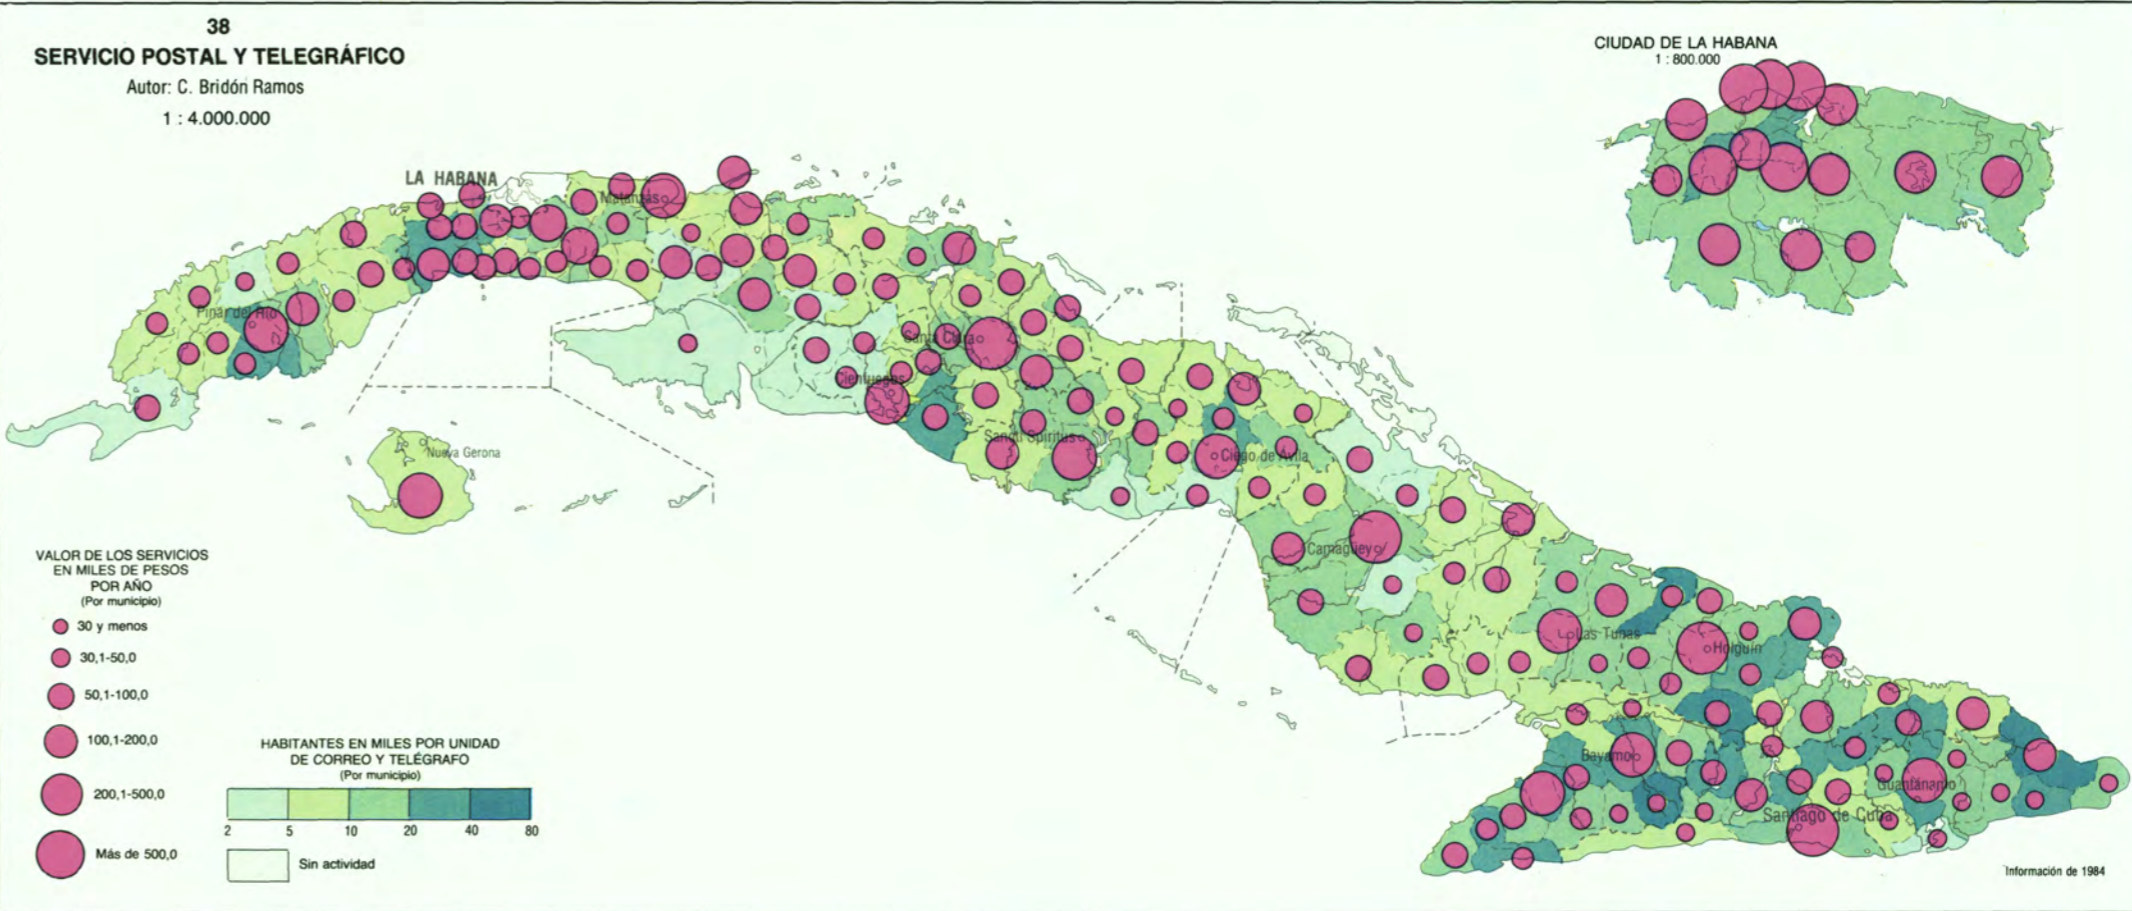 38
SERVICIO POSTAL Y TELEGRÁFICO
Autor: C. Bridón Ramos
1 : 4.000.000
CIUDAD DE LA HABANA
1 : 800.000
LA HABANA
Matanzas
Pinar del Río
Santa Clara
Cienfuegos
Sancti Spíritus
Nueva Gerona
Ciego de Ávila
Camagüey
Las Tunas
Holguín
Bayamo
Guantánamo
Santiago de Cuba
VALOR DE LOS SERVICIOS
EN MILES DE PESOS
POR AÑO
(Por municipio)
30 y menos
30,1-50,0
50,1-100,0
100,1-200,0
200,1-500,0
Más de 500,0
HABITANTES EN MILES POR UNIDAD
DE CORREO Y TELÉGRAFO
(Por municipio)
2 5 10 20 40 80
Sin actividad
Información de 1984